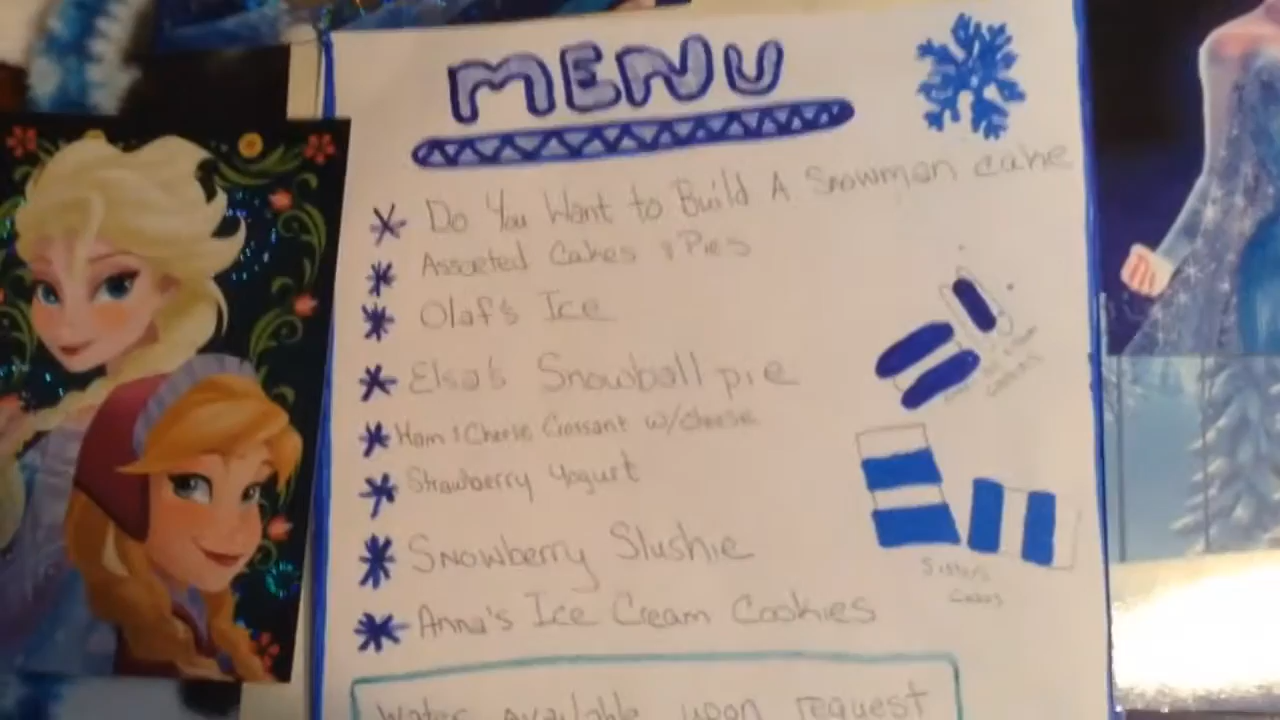 MENU
Do You Want to Build A Snowman cake
Assorted Cakes & Pies
Olaf's Ice
Elsa's Snowball pie
Ham & Cheese Crossant w/cheese
Strawberry Yogurt
Snowberry Slushie
Anna's Ice Cream Cookies
Sisters
Cakes
Water available upon request